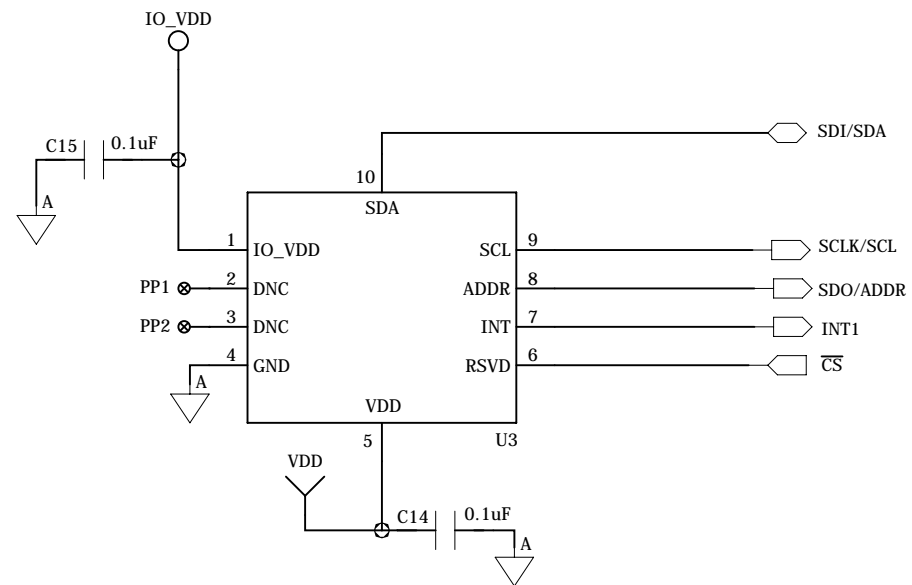 IO_VDD
C15 0.1uF
A
SDI/SDA
10
SDA
1 IO_VDD
SCL 9 SCLK/SCL
PP1 2 DNC
ADDR 8 SDO/ADDR
PP2 3 DNC
INT 7 INT1
4 GND
RSVD 6 CS
A
VDD
5
U3
VDD
C14 0.1uF
A